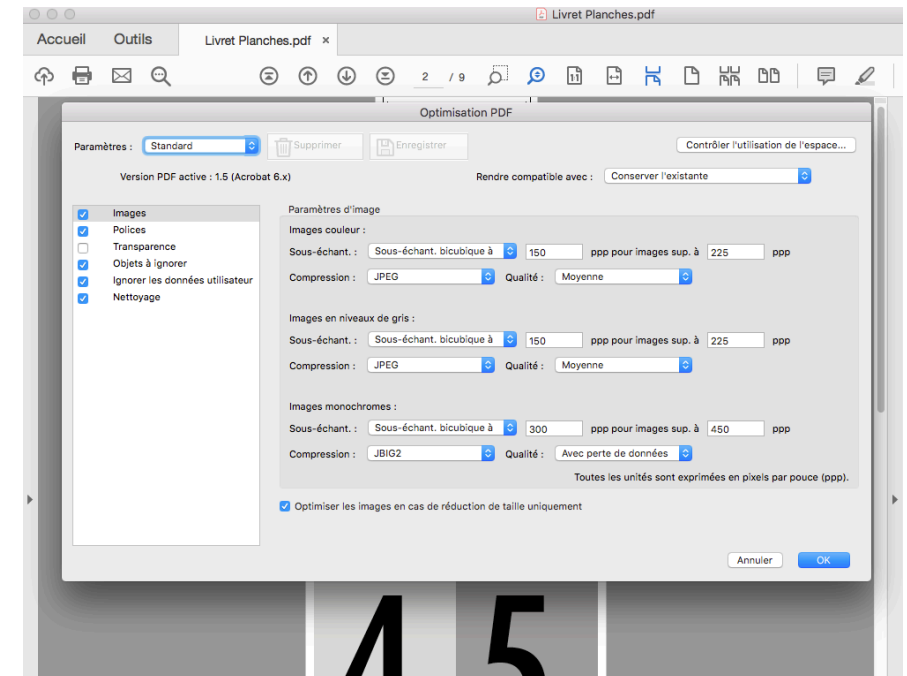 Livret Planches.pdf
Accueil Outils Livret Planches.pdf ×
2 / 9
Optimisation PDF
Paramètres : Standard Supprimer Enregistrer Contrôler l'utilisation de l'espace...
Version PDF active : 1.5 (Acrobat 6.x) Rendre compatible avec : Conserver l'existante
Images
Polices
Transparence
Objets à ignorer
Ignorer les données utilisateur
Nettoyage
Paramètres d'image
Images couleur :
Sous-échant. : Sous-échant. bicubique à 150 ppp pour images sup. à 225 ppp
Compression : JPEG Qualité : Moyenne
Images en niveaux de gris :
Sous-échant. : Sous-échant. bicubique à 150 ppp pour images sup. à 225 ppp
Compression : JPEG Qualité : Moyenne
Images monochromes :
Sous-échant. : Sous-échant. bicubique à 300 ppp pour images sup. à 450 ppp
Compression : JBIG2 Qualité : Avec perte de données
Toutes les unités sont exprimées en pixels par pouce (ppp).
Optimiser les images en cas de réduction de taille uniquement
Annuler OK
4 5